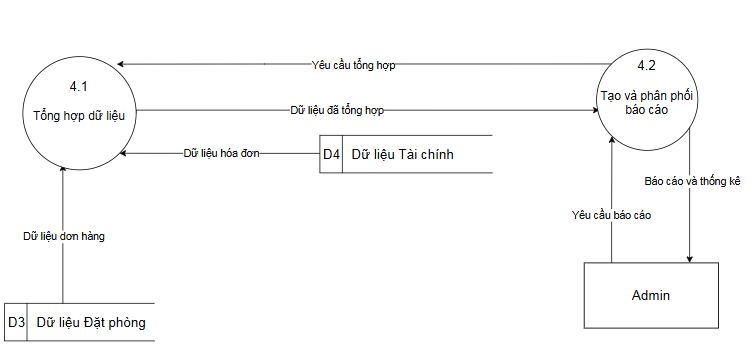 4.1
Tổng hợp dữ liệu
Yêu cầu tổng hợp
4.2
Tạo và phân phối
báo cáo
Dữ liệu đã tổng hợp
Dữ liệu hóa đơn
D4
Dữ liệu Tài chính
Báo cáo và thống kê
Yêu cầu báo cáo
Dữ liệu dơn hàng
Admin
D3
Dữ liệu Đặt phòng